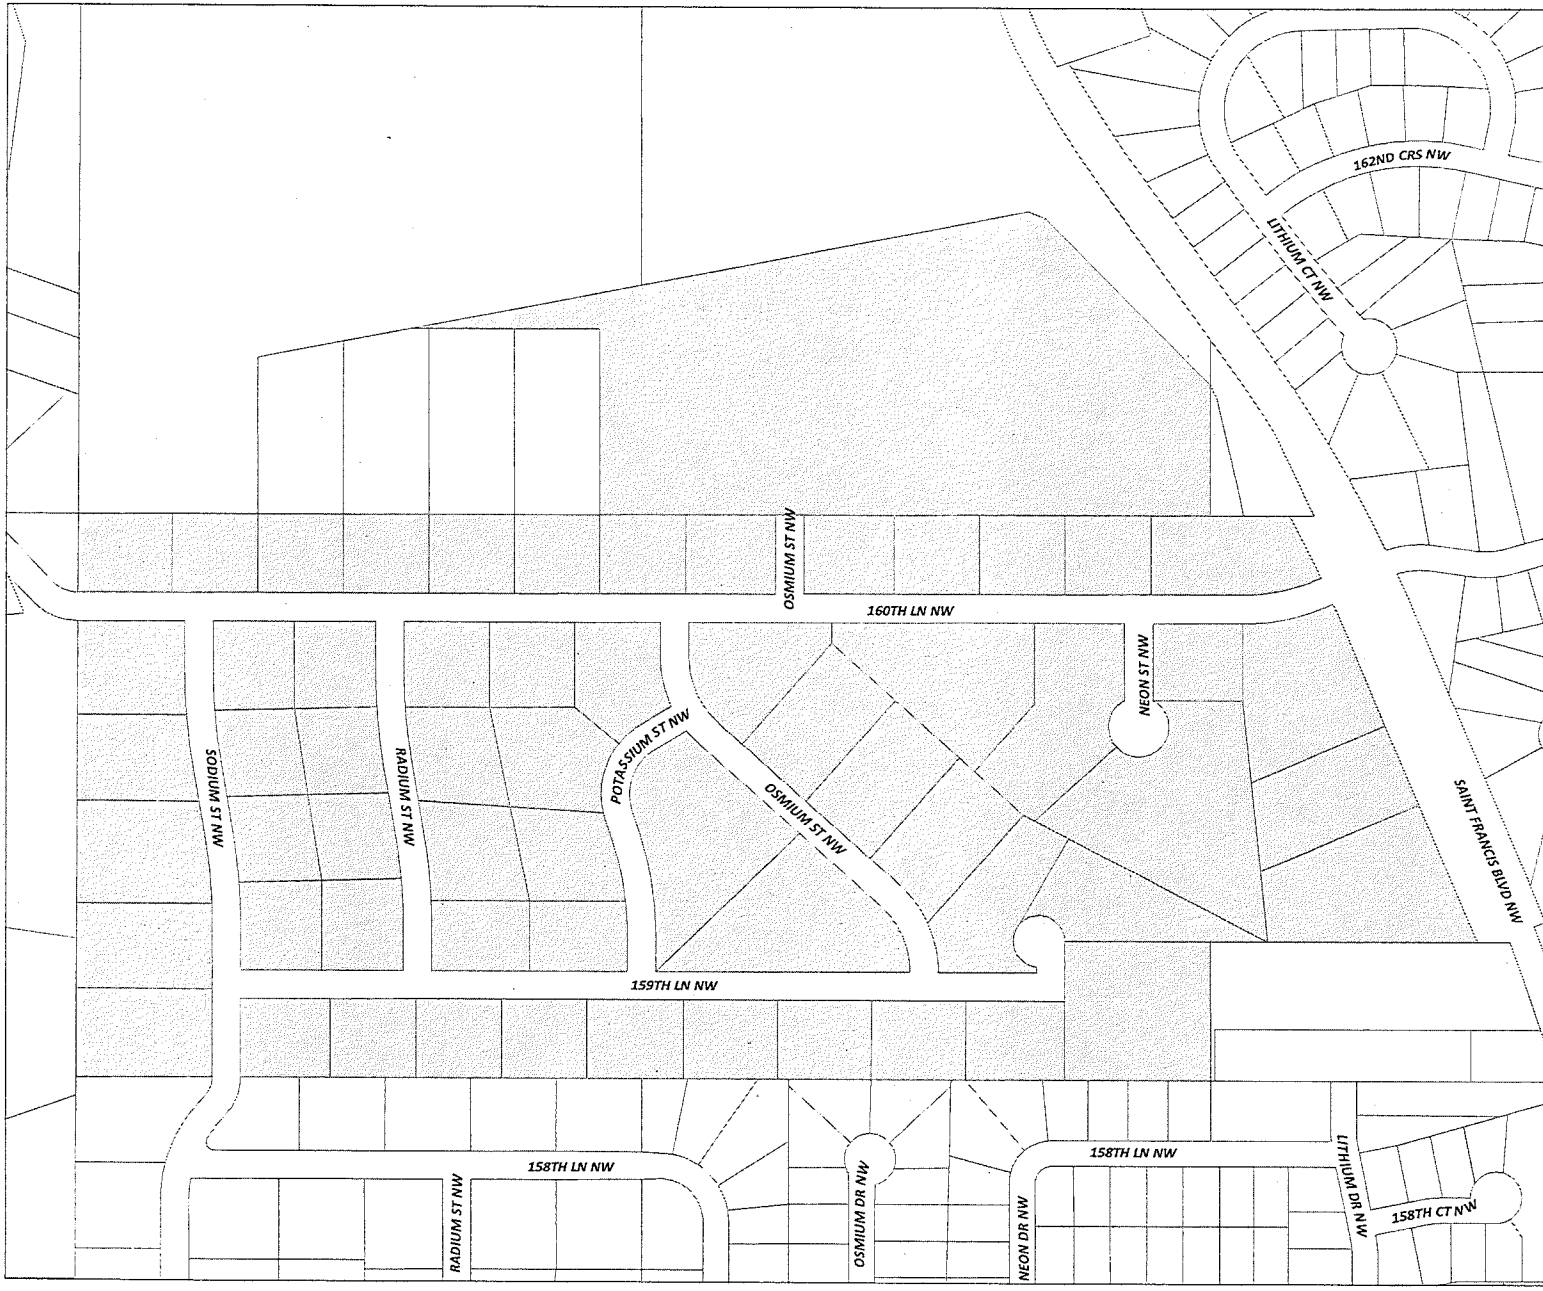 162ND CRS NW
LITHIUM CT NW
OSMIUM ST NW
160TH LN NW
NEON ST NW
POTASSIUM ST NW
SODIUM ST NW
RADIUM ST NW
OSMIUM ST NW
SAINT FRANCIS BLVD NW
159TH LN NW
158TH LN NW
158TH LN NW
RADIUM ST NW
OSMIUM DR NW
NEON DR NW
LITHIUM DR NW
158TH CT NW